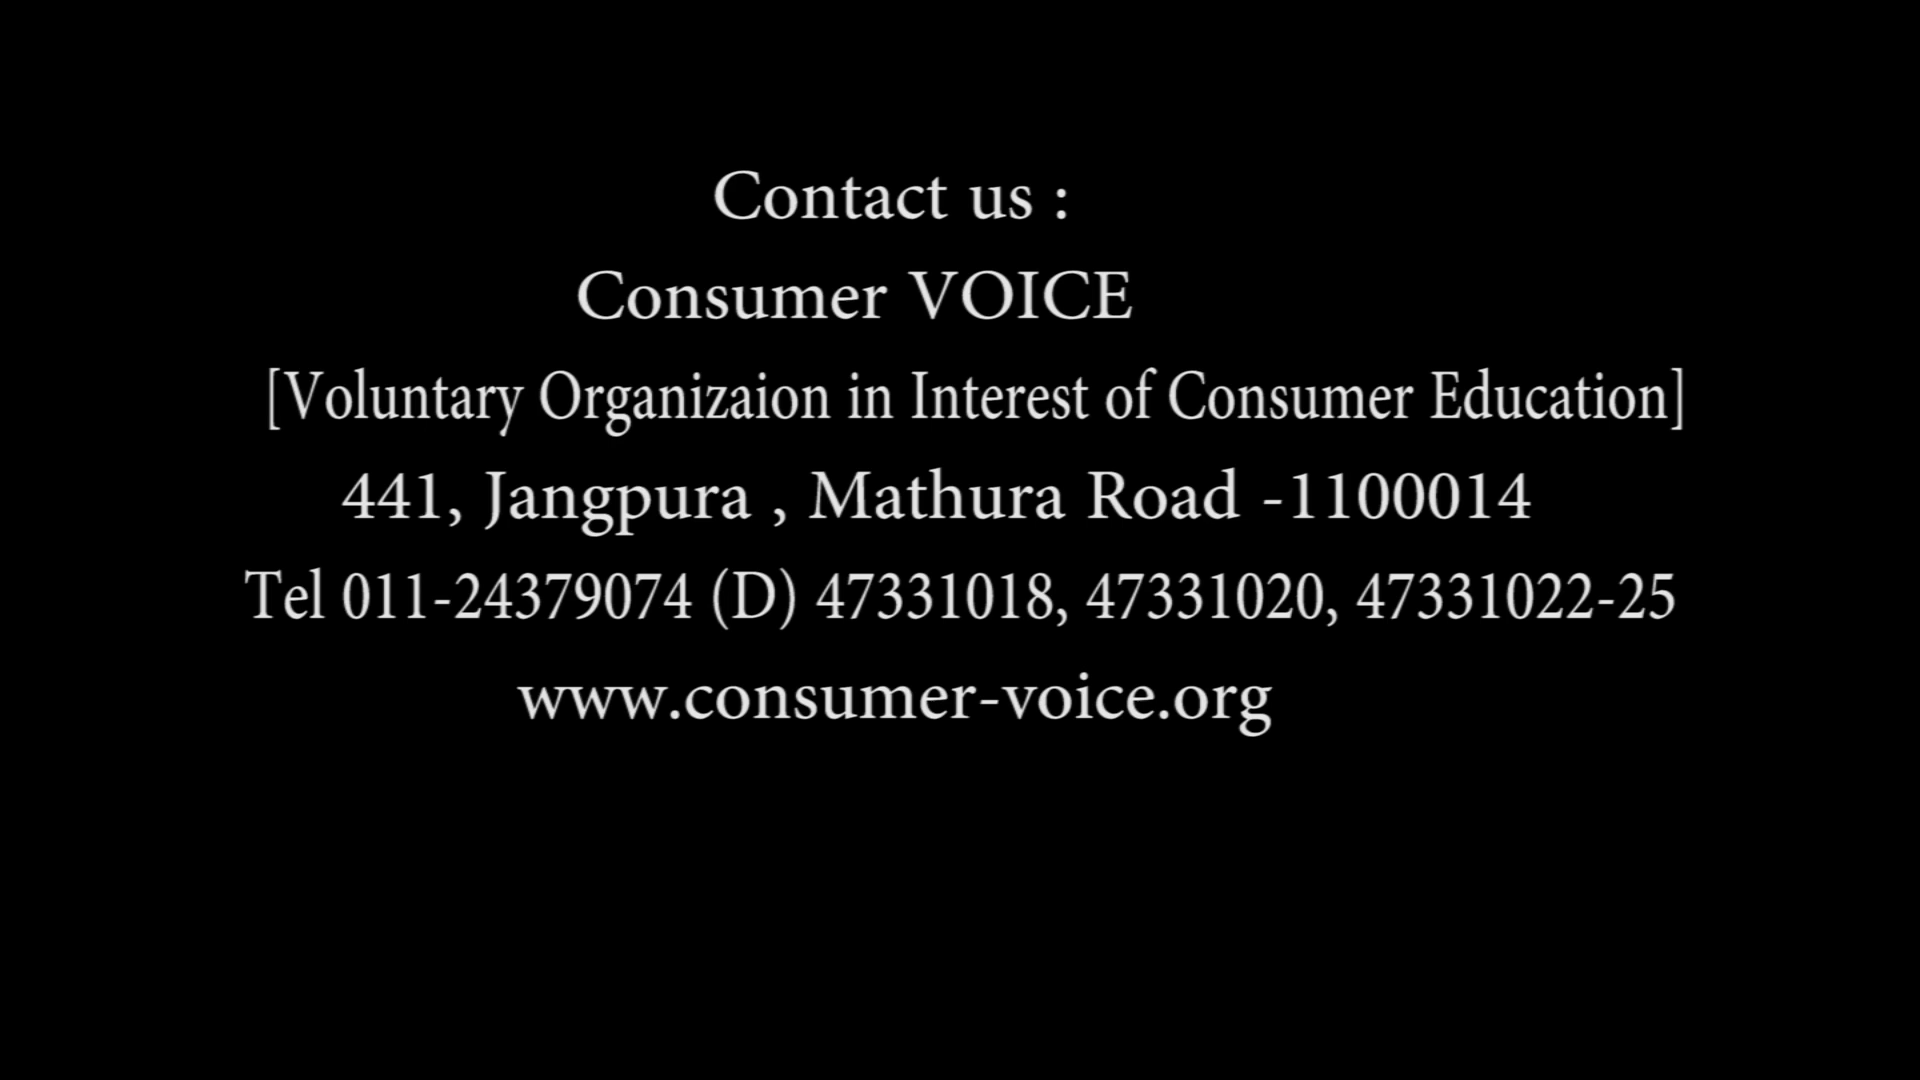 Contact us :
Consumer VOICE
[Voluntary Organizaion in Interest of Consumer Education]
441, Jangpura , Mathura Road -1100014
Tel 011-24379074 (D) 47331018, 47331020, 47331022-25
www.consumer-voice.org